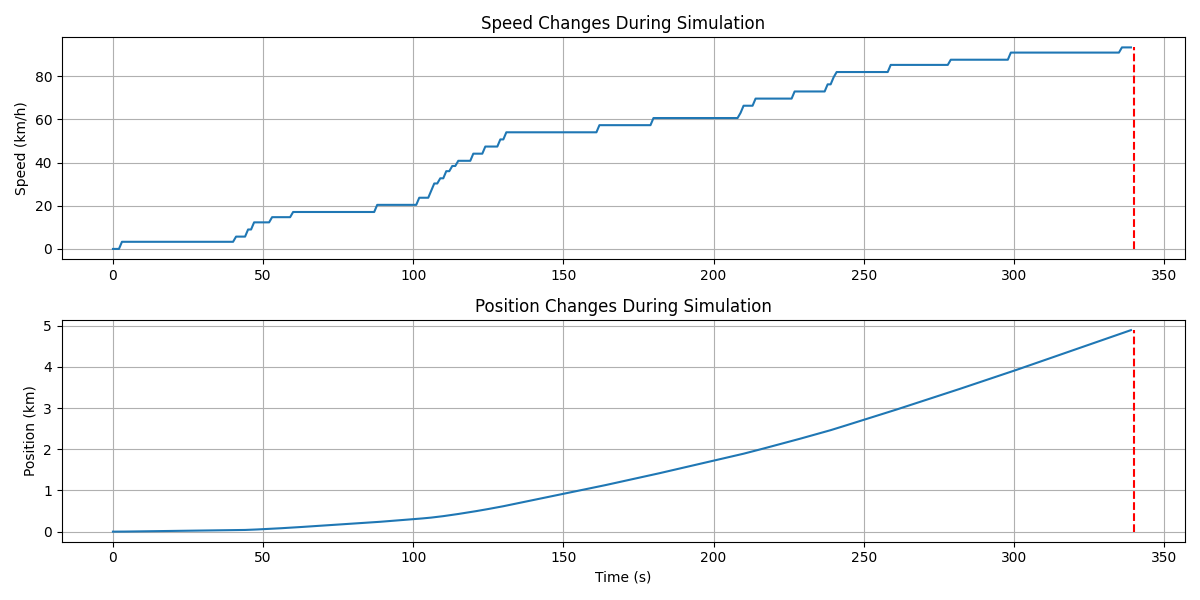 Speed Changes During Simulation
Speed (km/h)
80
60
40
20
0
0 50 100 150 200 250 300 350
Position Changes During Simulation
Position (km)
5
4
3
2
1
0
0 50 100 150 200 250 300 350
Time (s)